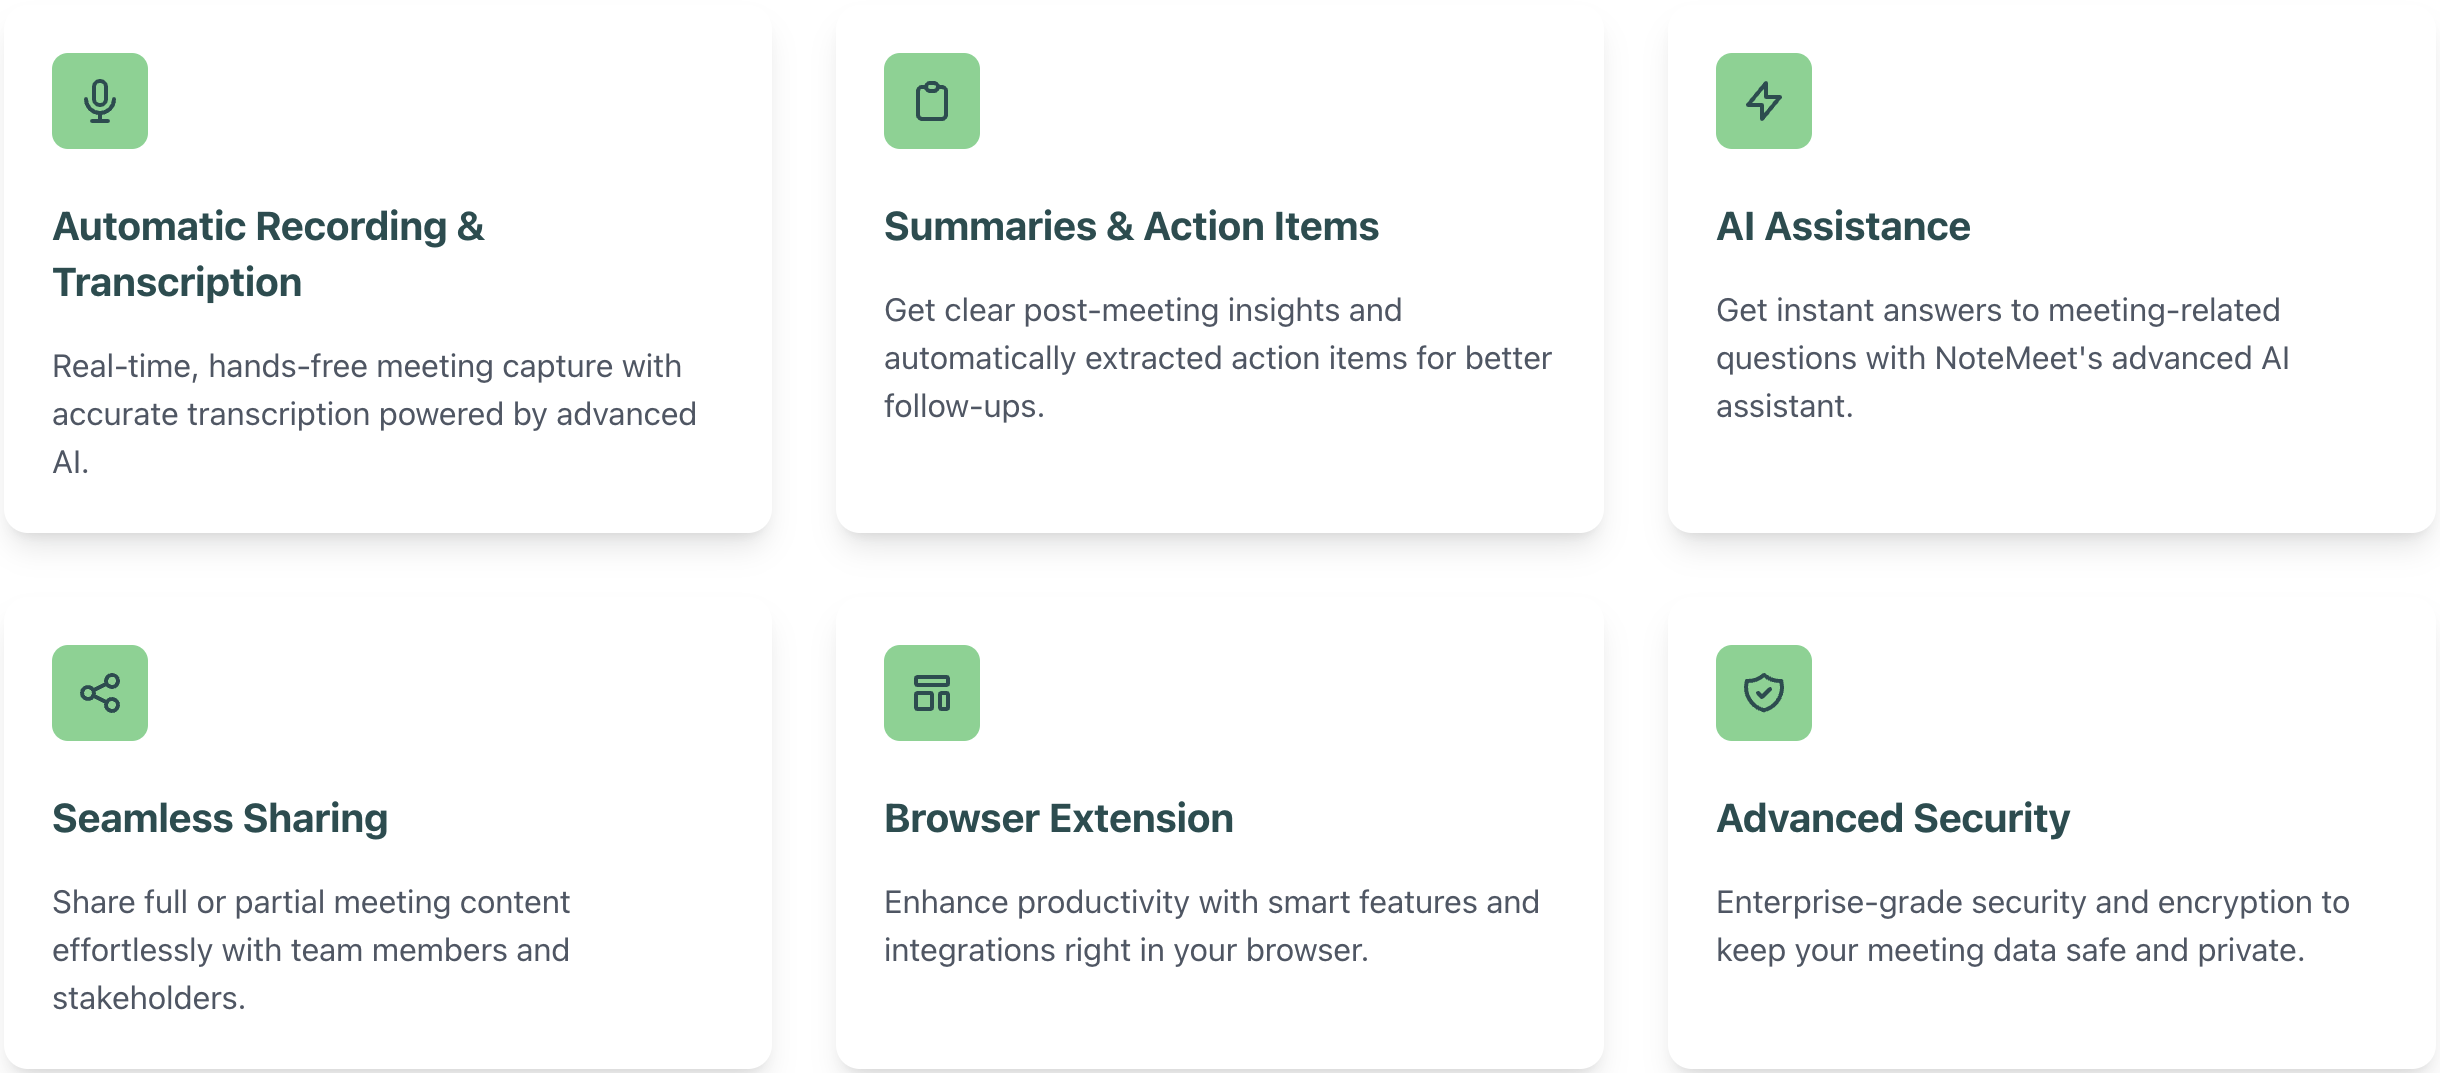 Automatic Recording &
Transcription
Real-time, hands-free meeting capture with
accurate transcription powered by advanced
AI.
Summaries & Action Items
Get clear post-meeting insights and
automatically extracted action items for better
follow-ups.
AI Assistance
Get instant answers to meeting-related
questions with NoteMeet's advanced AI
assistant.
Seamless Sharing
Share full or partial meeting content
effortlessly with team members and
stakeholders.
Browser Extension
Enhance productivity with smart features and
integrations right in your browser.
Advanced Security
Enterprise-grade security and encryption to
keep your meeting data safe and private.